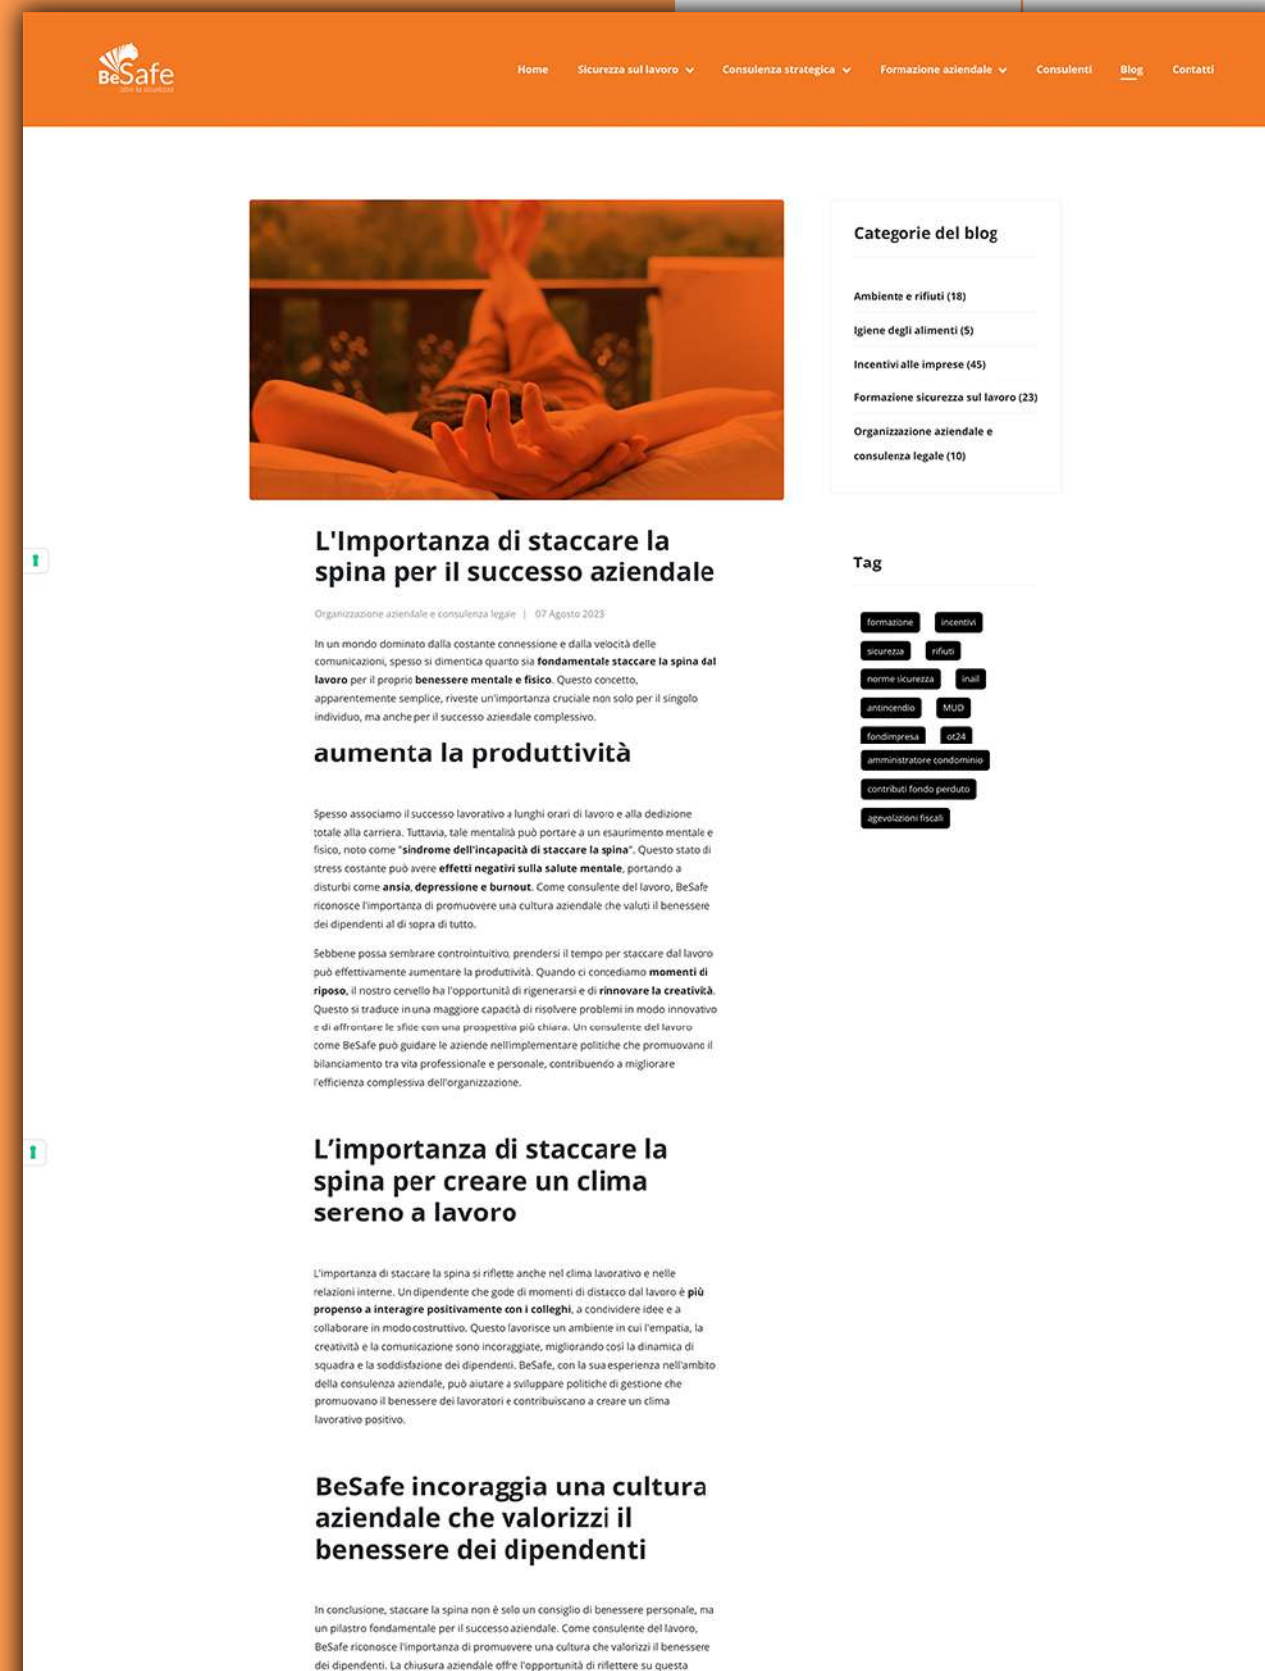 BeSafe
Home
Sicurezza sul lavoro
Consulenza strategica
Formazione aziendale
Consulenti
Blog
Contatti
L'Importanza di staccare la
spina per il successo aziendale
Organizzazione aziendale e consulenza legale | 07 Agosto 2023
In un mondo dominato dalla costante connessione e dalla velocità delle
comunicazioni, spesso si dimentica quanto sia fondamentale staccare la spina dal
lavoro per il proprio benessere mentale e fisico. Questo concetto,
apparentemente semplice, riveste un'importanza cruciale non solo per il singolo
individuo, ma anche per il successo aziendale complessivo.
aumenta la produttività
Spesso associamo il successo lavorativo a lunghi orari di lavoro e alla dedizione
totale alla carriera. Tuttavia, tale mentalità può portare a un esaurimento mentale e
fisico, noto come "sindrome dell'incapacità di staccare la spina". Questo stato di
stress costante può avere effetti negativi sulla salute mentale, portando a
disturbi come ansia, depressione e burnout. Come consulente del lavoro, BeSafe
riconosce l'importanza di promuovere una cultura aziendale che valuti il benessere
dei dipendenti al di sopra di tutto.
Sebbene possa sembrare controintuitivo, prendersi il tempo per staccare dal lavoro
può effettivamente aumentare la produttività. Quando ci concediamo momenti di
riposo, il nostro cervello ha l'opportunità di rigenerarsi e di rinnovare la creatività.
Questo si traduce in una maggiore capacità di risolvere problemi in modo innovativo
e di affrontare le sfide con una prospettiva più chiara. Un consulente del lavoro
come BeSafe può guidare le aziende nell'implementare politiche che promuovano il
bilanciamento tra vita professionale e personale, contribuendo a migliorare
l'efficienza complessiva dell'organizzazione.
L'importanza di staccare la
spina per creare un clima
sereno a lavoro
L'importanza di staccare la spina si riflette anche nel clima lavorativo e nelle
relazioni interne. Un dipendente che gode di momenti di distacco dal lavoro è più
propenso a interagire positivamente con i colleghi, a condividere idee e a
collaborare in modo costruttivo. Questo favorisce un ambiente in cui l'empatia, la
creatività e la comunicazione sono incoraggiate, migliorando così la dinamica di
squadra e la soddisfazione dei dipendenti. BeSafe, con la sua esperienza nell'ambito
della consulenza aziendale, può aiutare a sviluppare politiche di gestione che
promuovano il benessere dei lavoratori e contribuiscano a creare un clima
lavorativo positivo.
BeSafe incoraggia una cultura
aziendale che valorizzi il
benessere dei dipendenti
In conclusione, staccare la spina non è solo un consiglio di benessere personale, ma
un pilastro fondamentale per il successo aziendale. Come consulente del lavoro,
BeSafe riconosce l'importanza di promuovere una cultura che valorizzi il benessere
dei dipendenti. La chiusura aziendale offre l'opportunità di riflettere su questa
Categorie del blog
Ambiente e rifiuti (18)
Igiene degli alimenti (5)
Incentivi alle imprese (45)
Formazione sicurezza sul lavoro (23)
Organizzazione aziendale e
consulenza legale (10)
Tag
formazione
incentivi
sicurezza
rifiuti
norme sicurezza
inail
antincendio
MUD
fondimpresa
ot24
amministratore condominio
contributi fondo perduto
agevolazioni fiscali